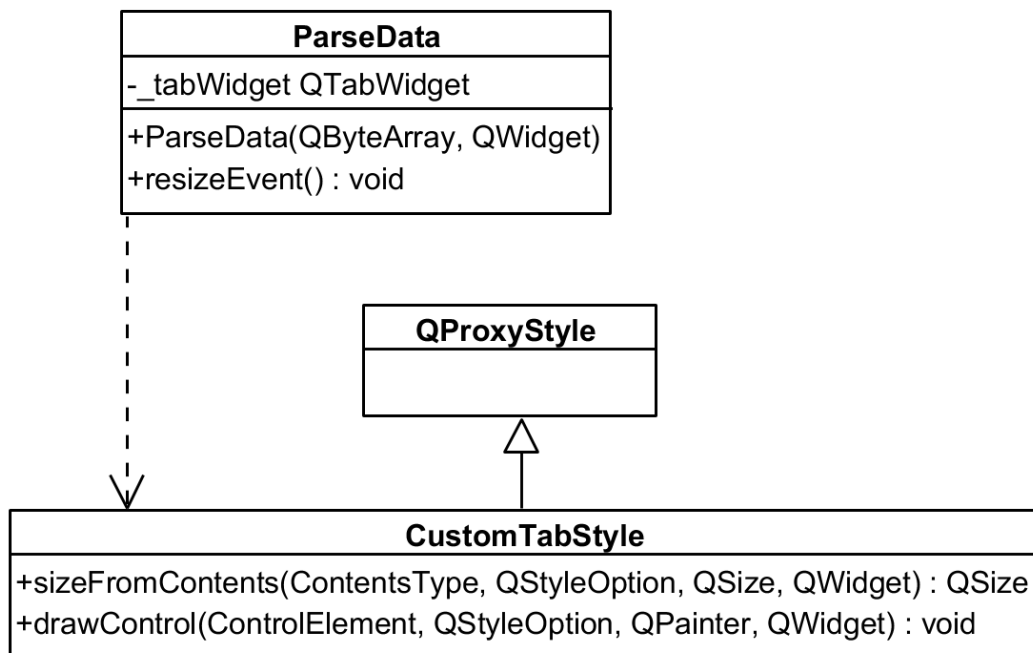 ParseData
-_tabWidget QTabWidget
+ParseData(QByteArray, QWidget)
+resizeEvent() : void
QProxyStyle
CustomTabStyle
+sizeFromContents(ContentsType, QStyleOption, QSize, QWidget) : QSize
+drawControl(ControlElement, QStyleOption, QPainter, QWidget) : void